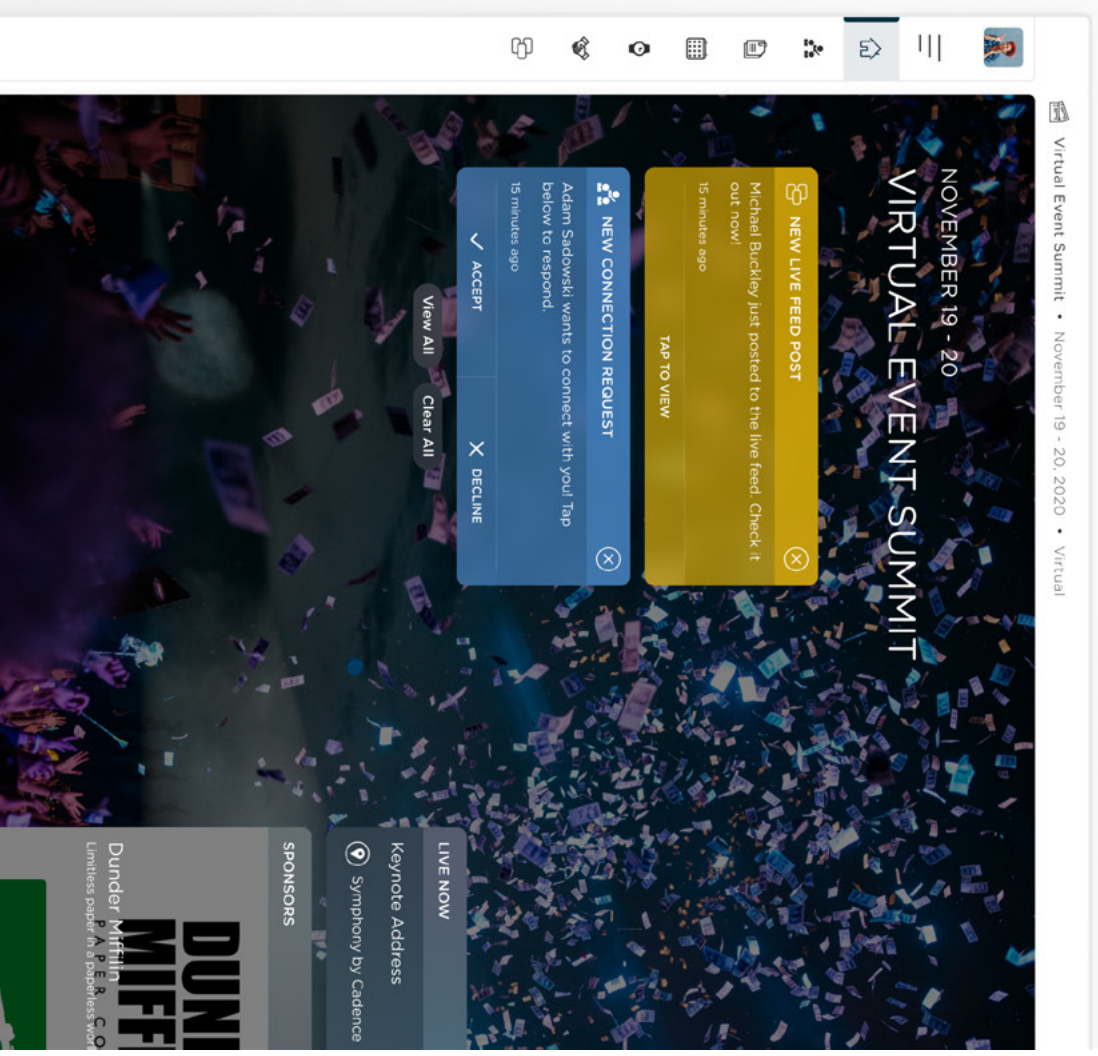 Virtual Event Summit • November 19 - 20, 2020 • Virtual
NOVEMBER 19 - 20
VIRTUAL EVENT SUMMIT
NEW LIVE FEED POST
Michael Buckley just posted to the live feed. Check it
out now!
15 minutes ago
TAP TO VIEW
NEW CONNECTION REQUEST
Adam Sadowski wants to connect with you! Tap
below to respond.
15 minutes ago
ACCEPT
DECLINE
View All
Clear All
LIVE NOW
Keynote Address
Symphony by Cadence
SPONSORS
DUND
MIFF
PAPER CO
Dunder Mifflin
Limitless paper in a paperless wor